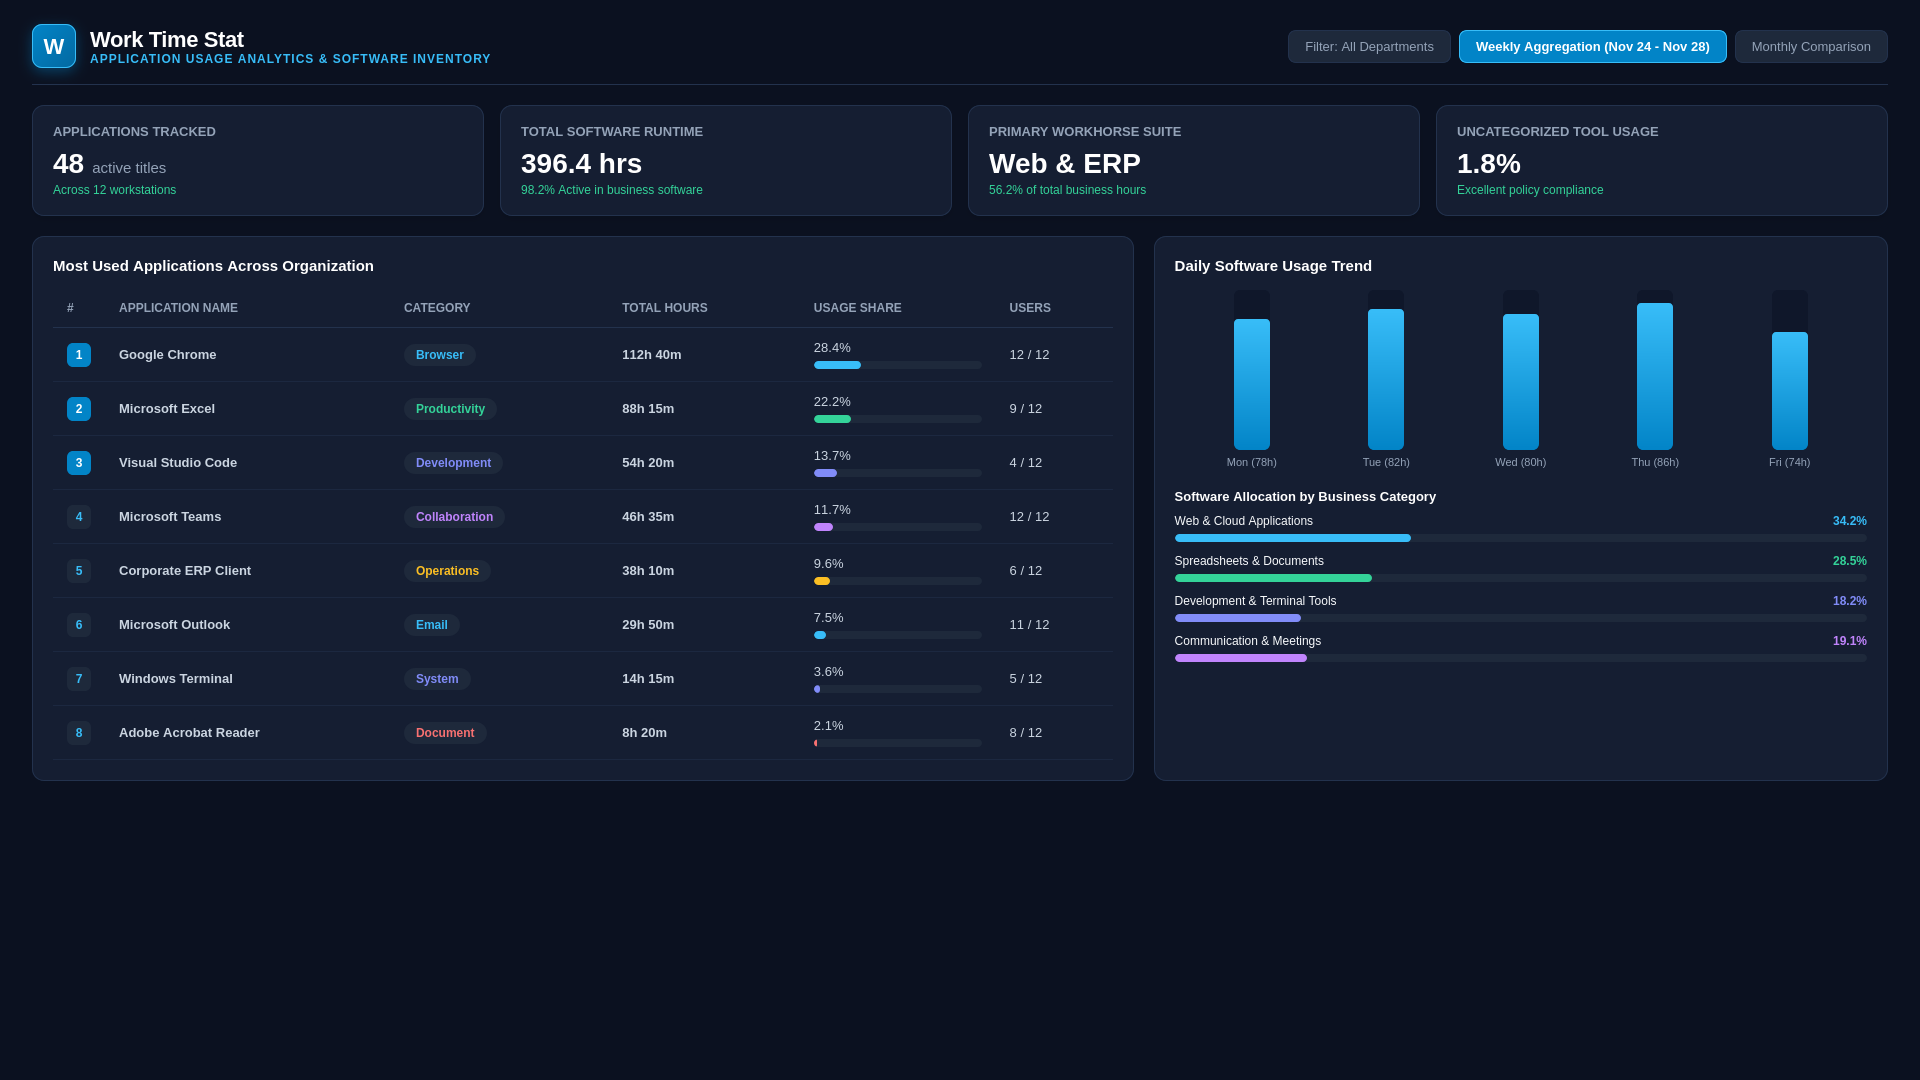 W
Work Time Stat
APPLICATION USAGE ANALYTICS & SOFTWARE INVENTORY
Filter: All Departments
Weekly Aggregation (Nov 24 - Nov 28)
Monthly Comparison
APPLICATIONS TRACKED
48 active titles
Across 12 workstations
TOTAL SOFTWARE RUNTIME
396.4 hrs
98.2% Active in business software
PRIMARY WORKHORSE SUITE
Web & ERP
56.2% of total business hours
UNCATEGORIZED TOOL USAGE
1.8%
Excellent policy compliance
Most Used Applications Across Organization
# APPLICATION NAME CATEGORY TOTAL HOURS USAGE SHARE USERS
1 Google Chrome Browser 112h 40m 28.4% 12 / 12
2 Microsoft Excel Productivity 88h 15m 22.2% 9 / 12
3 Visual Studio Code Development 54h 20m 13.7% 4 / 12
4 Microsoft Teams Collaboration 46h 35m 11.7% 12 / 12
5 Corporate ERP Client Operations 38h 10m 9.6% 6 / 12
6 Microsoft Outlook Email 29h 50m 7.5% 11 / 12
7 Windows Terminal System 14h 15m 3.6% 5 / 12
8 Adobe Acrobat Reader Document 8h 20m 2.1% 8 / 12
Daily Software Usage Trend
Mon (78h) Tue (82h) Wed (80h) Thu (86h) Fri (74h)
Software Allocation by Business Category
Web & Cloud Applications 34.2%
Spreadsheets & Documents 28.5%
Development & Terminal Tools 18.2%
Communication & Meetings 19.1%